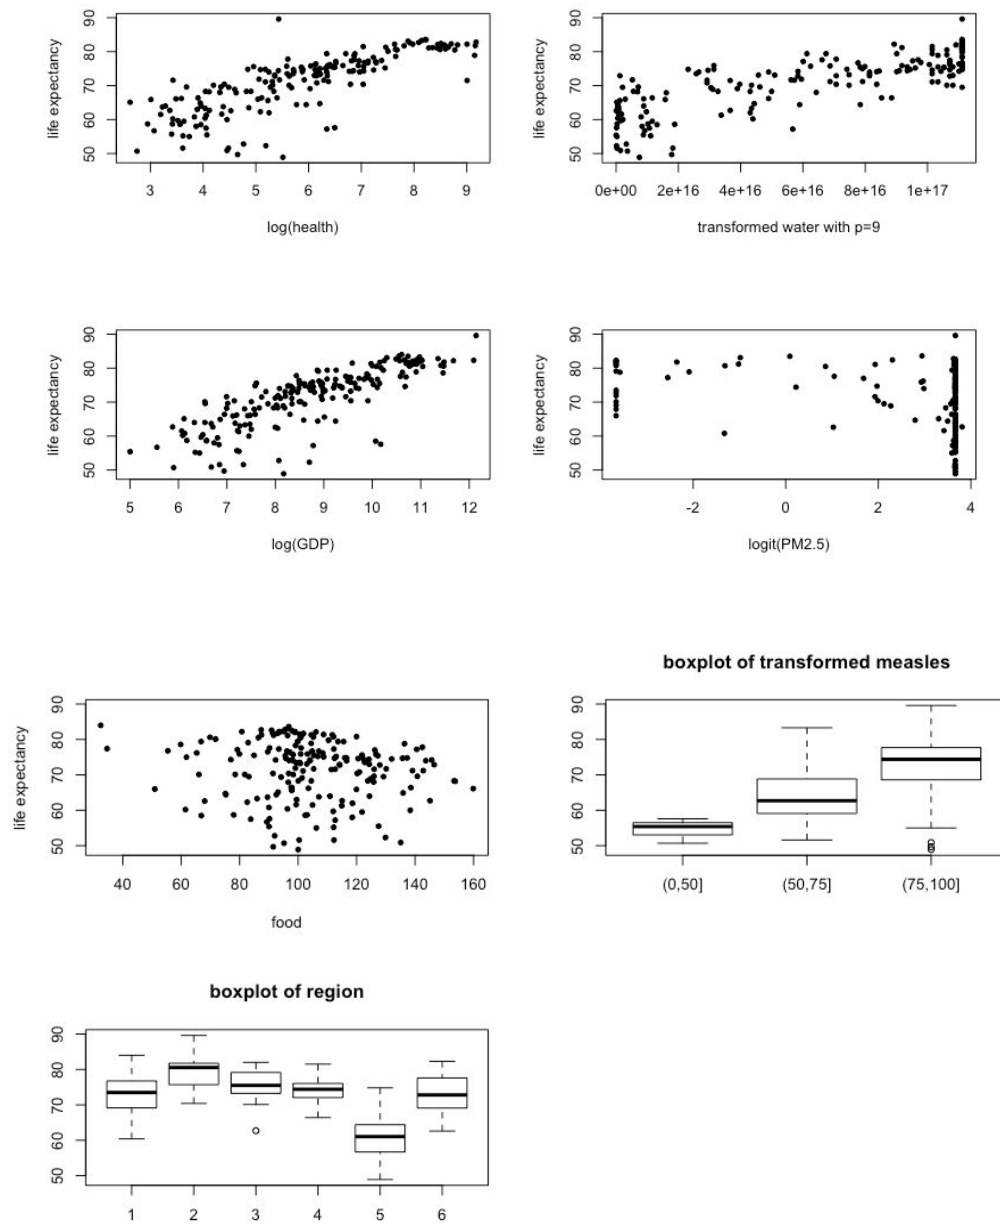 life expectancy
90
80
70
60
50
3 4 5 6 7 8 9
log(health)
life expectancy
90
80
70
60
50
0e+00 2e+16 4e+16 6e+16 8e+16 1e+17
transformed water with p=9
life expectancy
90
80
70
60
50
5 6 7 8 9 10 11 12
log(GDP)
life expectancy
90
80
70
60
50
-2 0 2 4
logit(PM2.5)
life expectancy
90
80
70
60
50
40 60 80 100 120 140 160
food
boxplot of transformed measles
90
80
70
60
50
(0,50] (50,75] (75,100]
boxplot of region
90
80
70
60
50
1 2 3 4 5 6